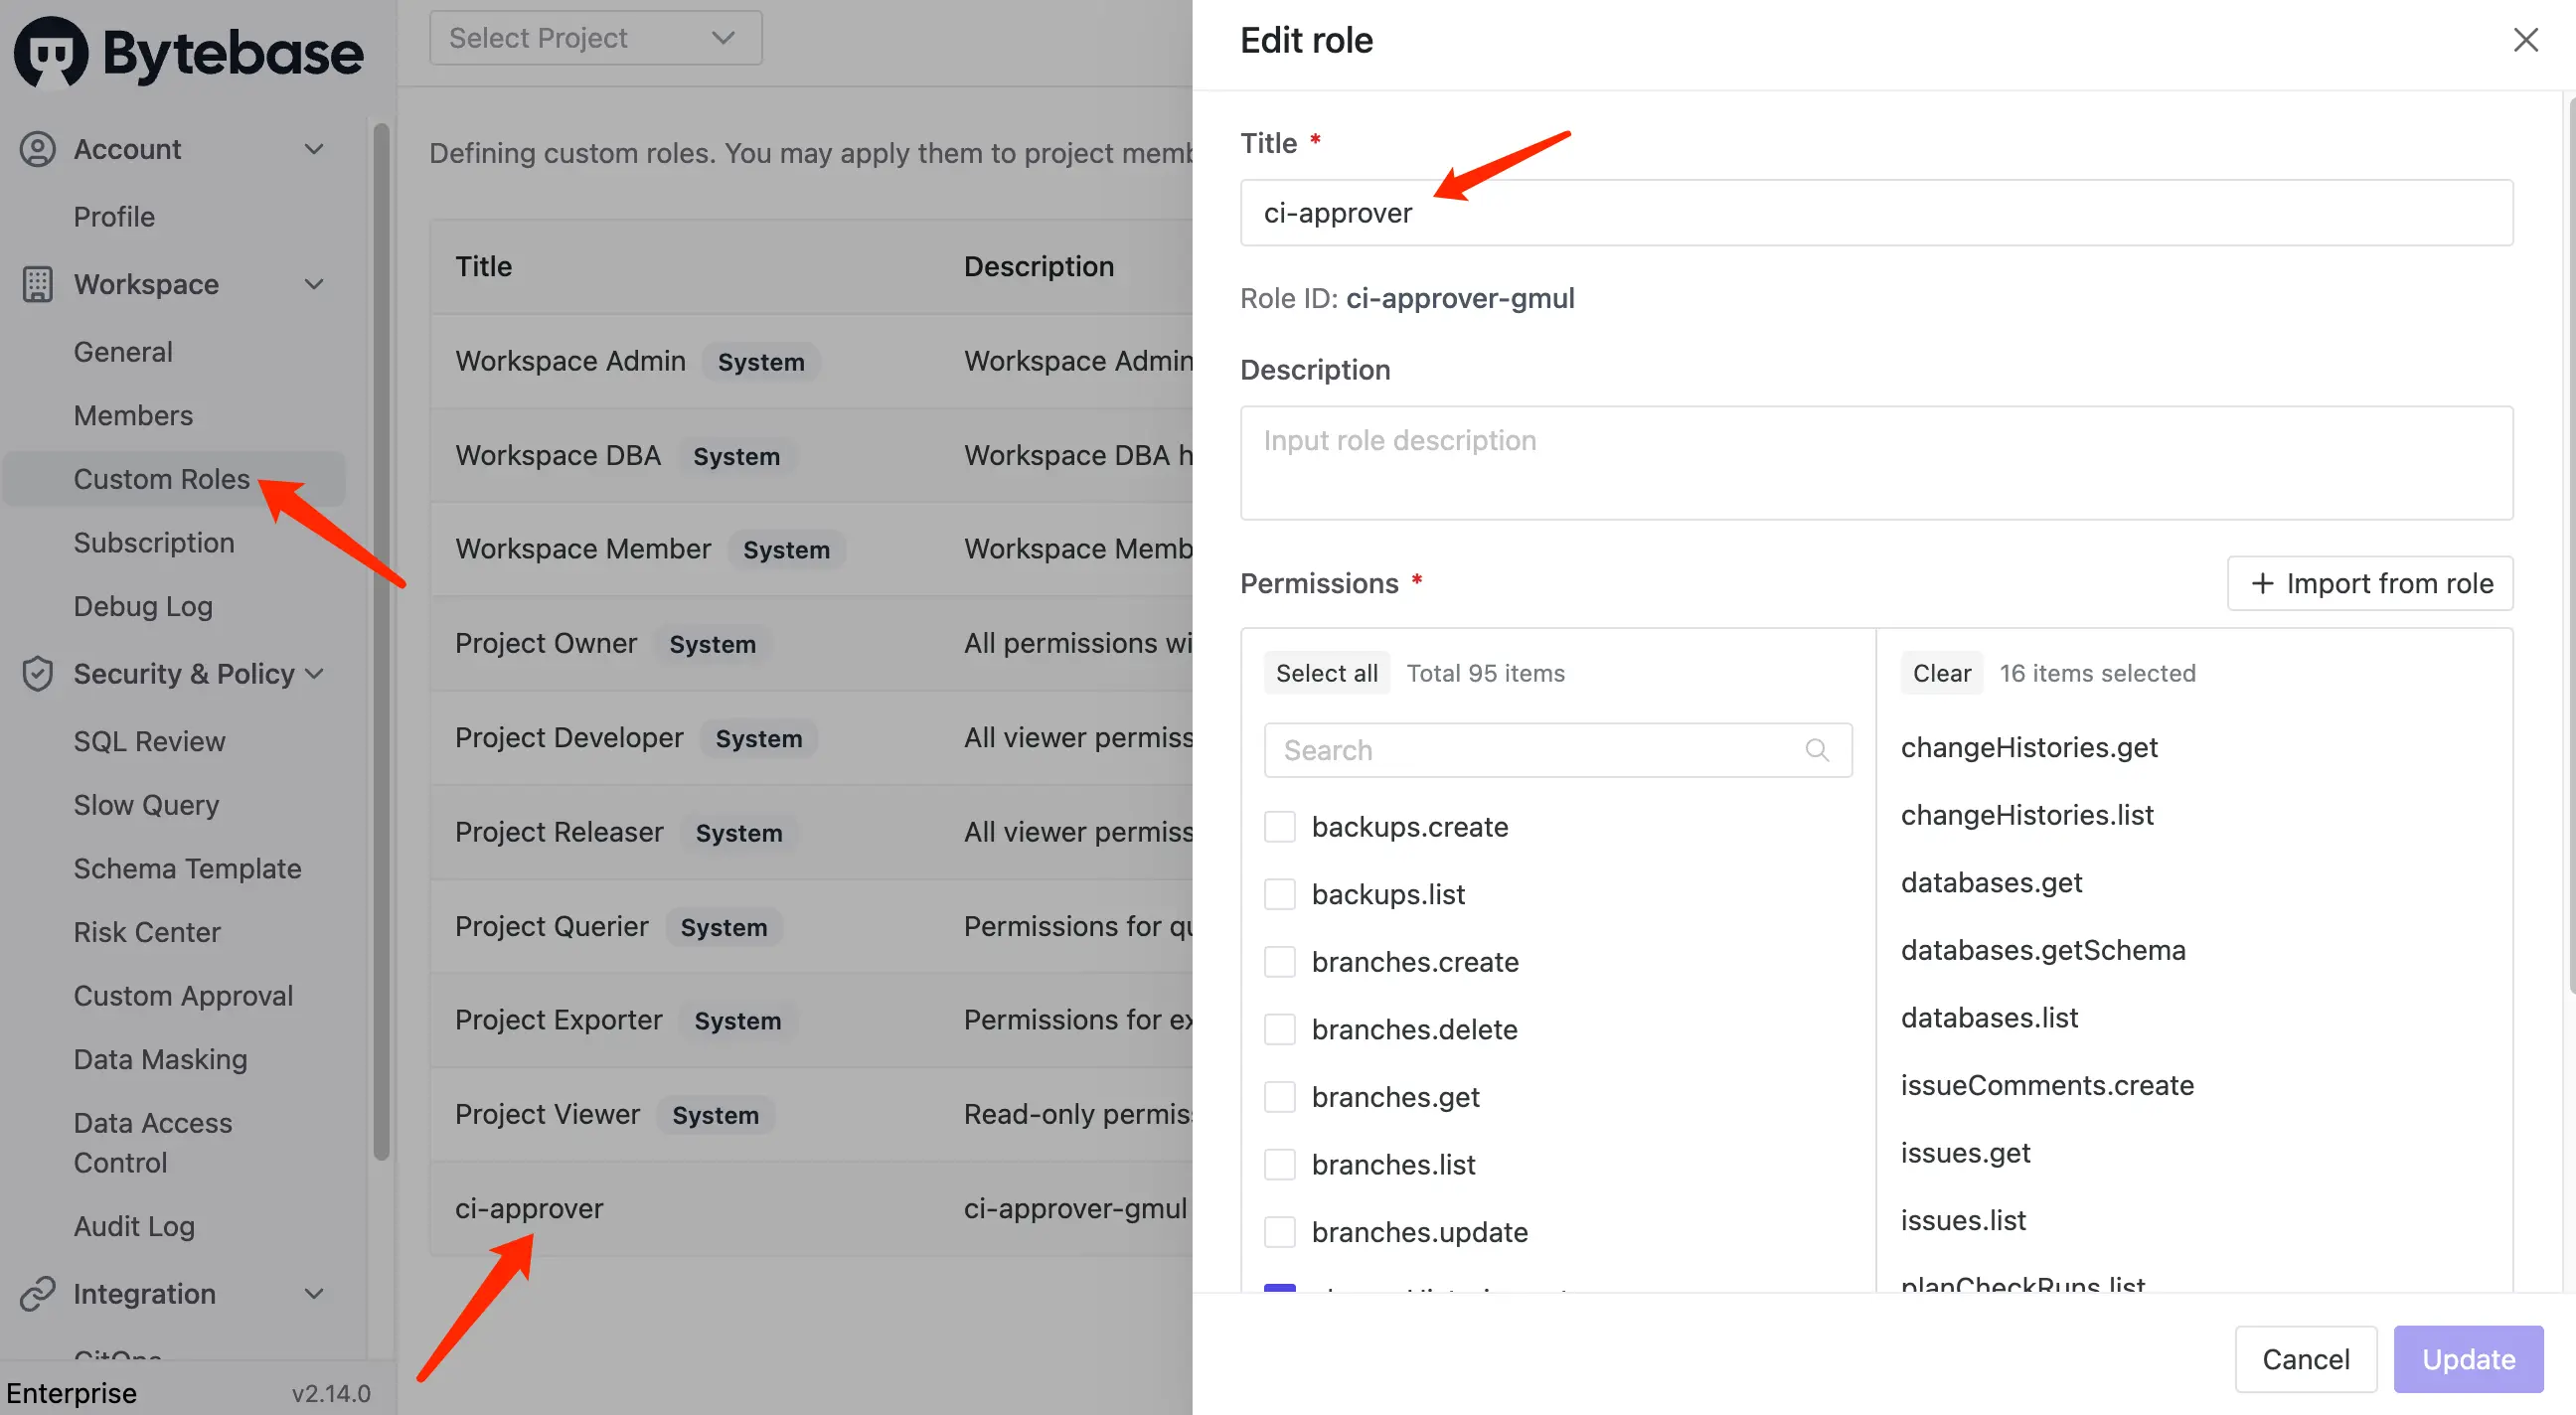 Bytebase
Account
Profile
Workspace
General
Members
Custom Roles
Subscription
Debug Log
Security & Policy
SQL Review
Slow Query
Schema Template
Risk Center
Custom Approval
Data Masking
Data Access
Control
Audit Log
Integration
GitOps
Enterprise v2.14.0
Select Project
Defining custom roles. You may apply them to project memb
Title Description
Workspace Admin System Workspace Admin
Workspace DBA System Workspace DBA h
Workspace Member System Workspace Memb
Project Owner System All permissions wi
Project Developer System All viewer permiss
Project Releaser System All viewer permiss
Project Querier System Permissions for qu
Project Exporter System Permissions for ex
Project Viewer System Read-only permis
ci-approver ci-approver-gmul
Edit role
Title *
ci-approver
Role ID: ci-approver-gmul
Description
Input role description
Permissions *
Import from role
Select all Total 95 items
Search
backups.create
backups.list
branches.create
branches.delete
branches.get
branches.list
branches.update
Clear 16 items selected
changeHistories.get
changeHistories.list
databases.get
databases.getSchema
databases.list
issueComments.create
issues.get
issues.list
planCheckRuns.list
Cancel
Update